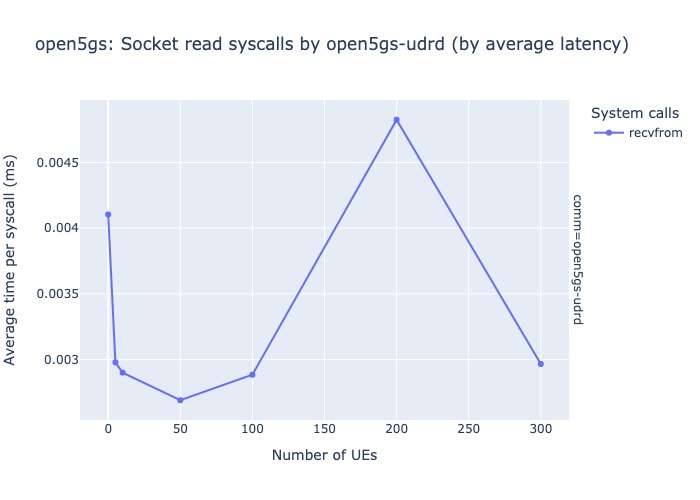 open5gs: Socket read syscalls by open5gs-udrd (by average latency)
System calls
recvfrom
Average time per syscall (ms)
0.0045
0.004
0.0035
0.003
comm=open5gs-udrd
0 50 100 150 200 250 300
Number of UEs